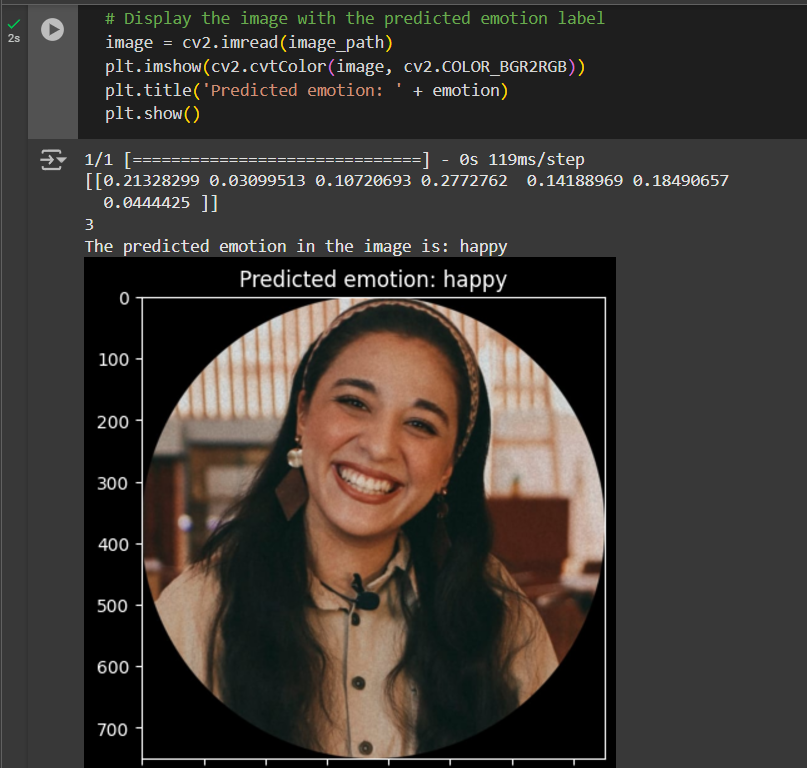 # Display the image with the predicted emotion label
image = cv2.imread(image_path)
plt.imshow(cv2.cvtColor(image, cv2.COLOR_BGR2RGB))
plt.title('Predicted emotion: ' + emotion)
plt.show()
2s
1/1 [==============================] - 0s 119ms/step
[[0.21328299 0.03099513 0.10720693 0.2772762  0.14188969 0.18490657
  0.0444425 ]]
3
The predicted emotion in the image is: happy
Predicted emotion: happy
0
100
200
300
400
500
600
700